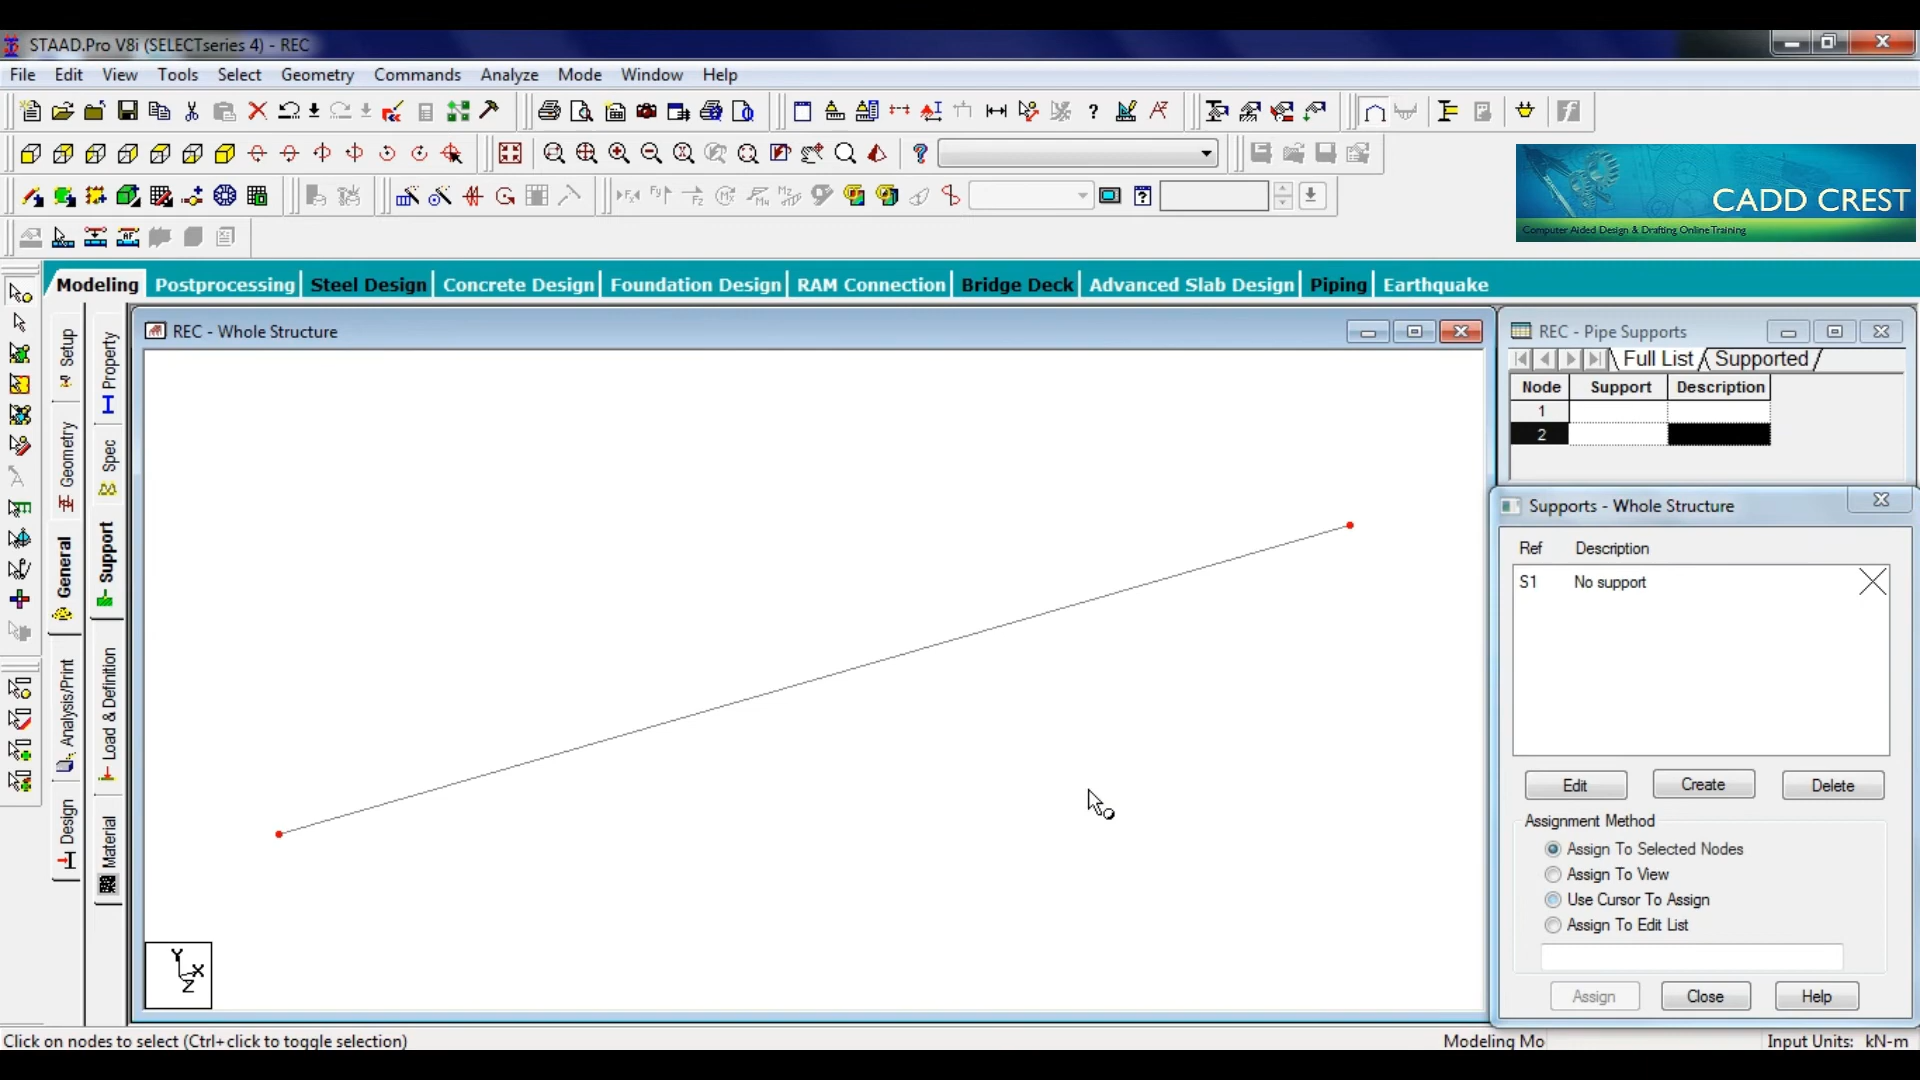 STAAD.Pro V8i (SELECTseries 4) - REC
File Edit View Tools Select Geometry Commands Analyze Mode Window Help
CADD CREST
Computer Aided Design & Drafting Online Training
Modeling Postprocessing Steel Design Concrete Design Foundation Design RAM Connection Bridge Deck Advanced Slab Design Piping Earthquake
Setup
Geometry
General
Analysis/Print
Design
Property
Spec
Support
Load & Definition
Material
REC - Whole Structure
Y
X
Z
REC - Pipe Supports
Full List Supported
Node Support Description
1
2
Supports - Whole Structure
Ref Description
S1 No support
Edit Create Delete
Assignment Method
Assign To Selected Nodes
Assign To View
Use Cursor To Assign
Assign To Edit List
Assign Close Help
Click on nodes to select (Ctrl+click to toggle selection) Modeling Mo Input Units: kN-m